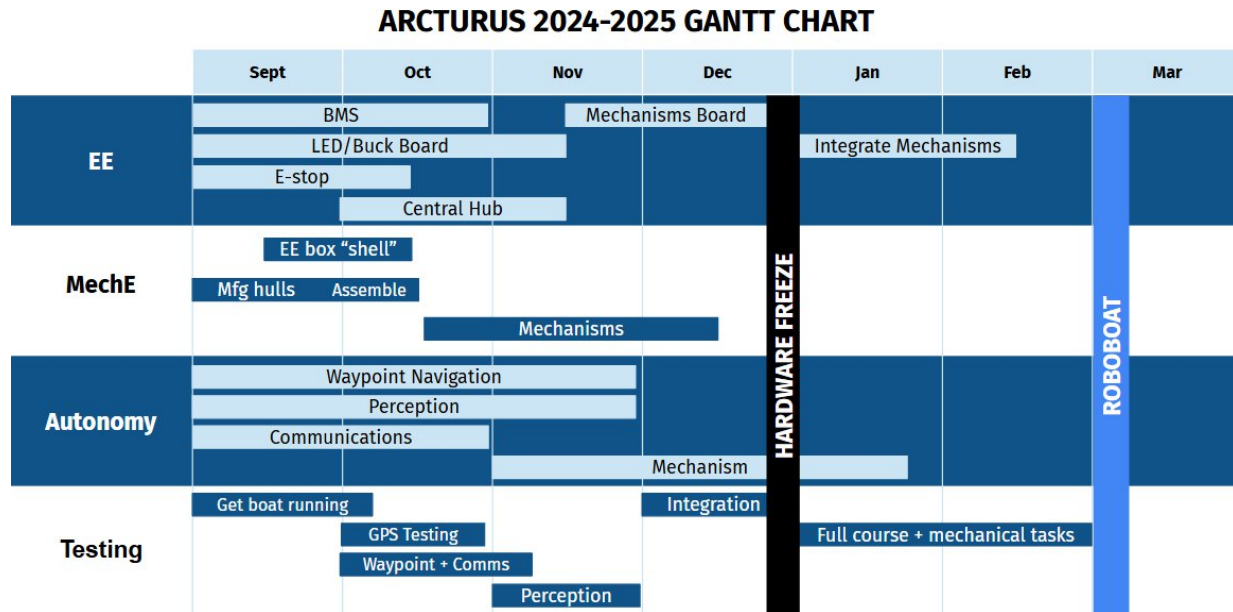 ARCTURUS 2024-2025 GANTT CHART
Sept Oct Nov Dec Jan Feb Mar
EE
BMS
Mechanisms Board
LED/Buck Board
Integrate Mechanisms
E-stop
Central Hub
MechE
EE box “shell”
Mfg hulls Assemble
Mechanisms
Autonomy
Waypoint Navigation
Perception
Communications
Mechanism
Testing
Get boat running
Integration
GPS Testing
Full course + mechanical tasks
Waypoint + Comms
Perception
HARDWARE FREEZE
ROBOBOAT